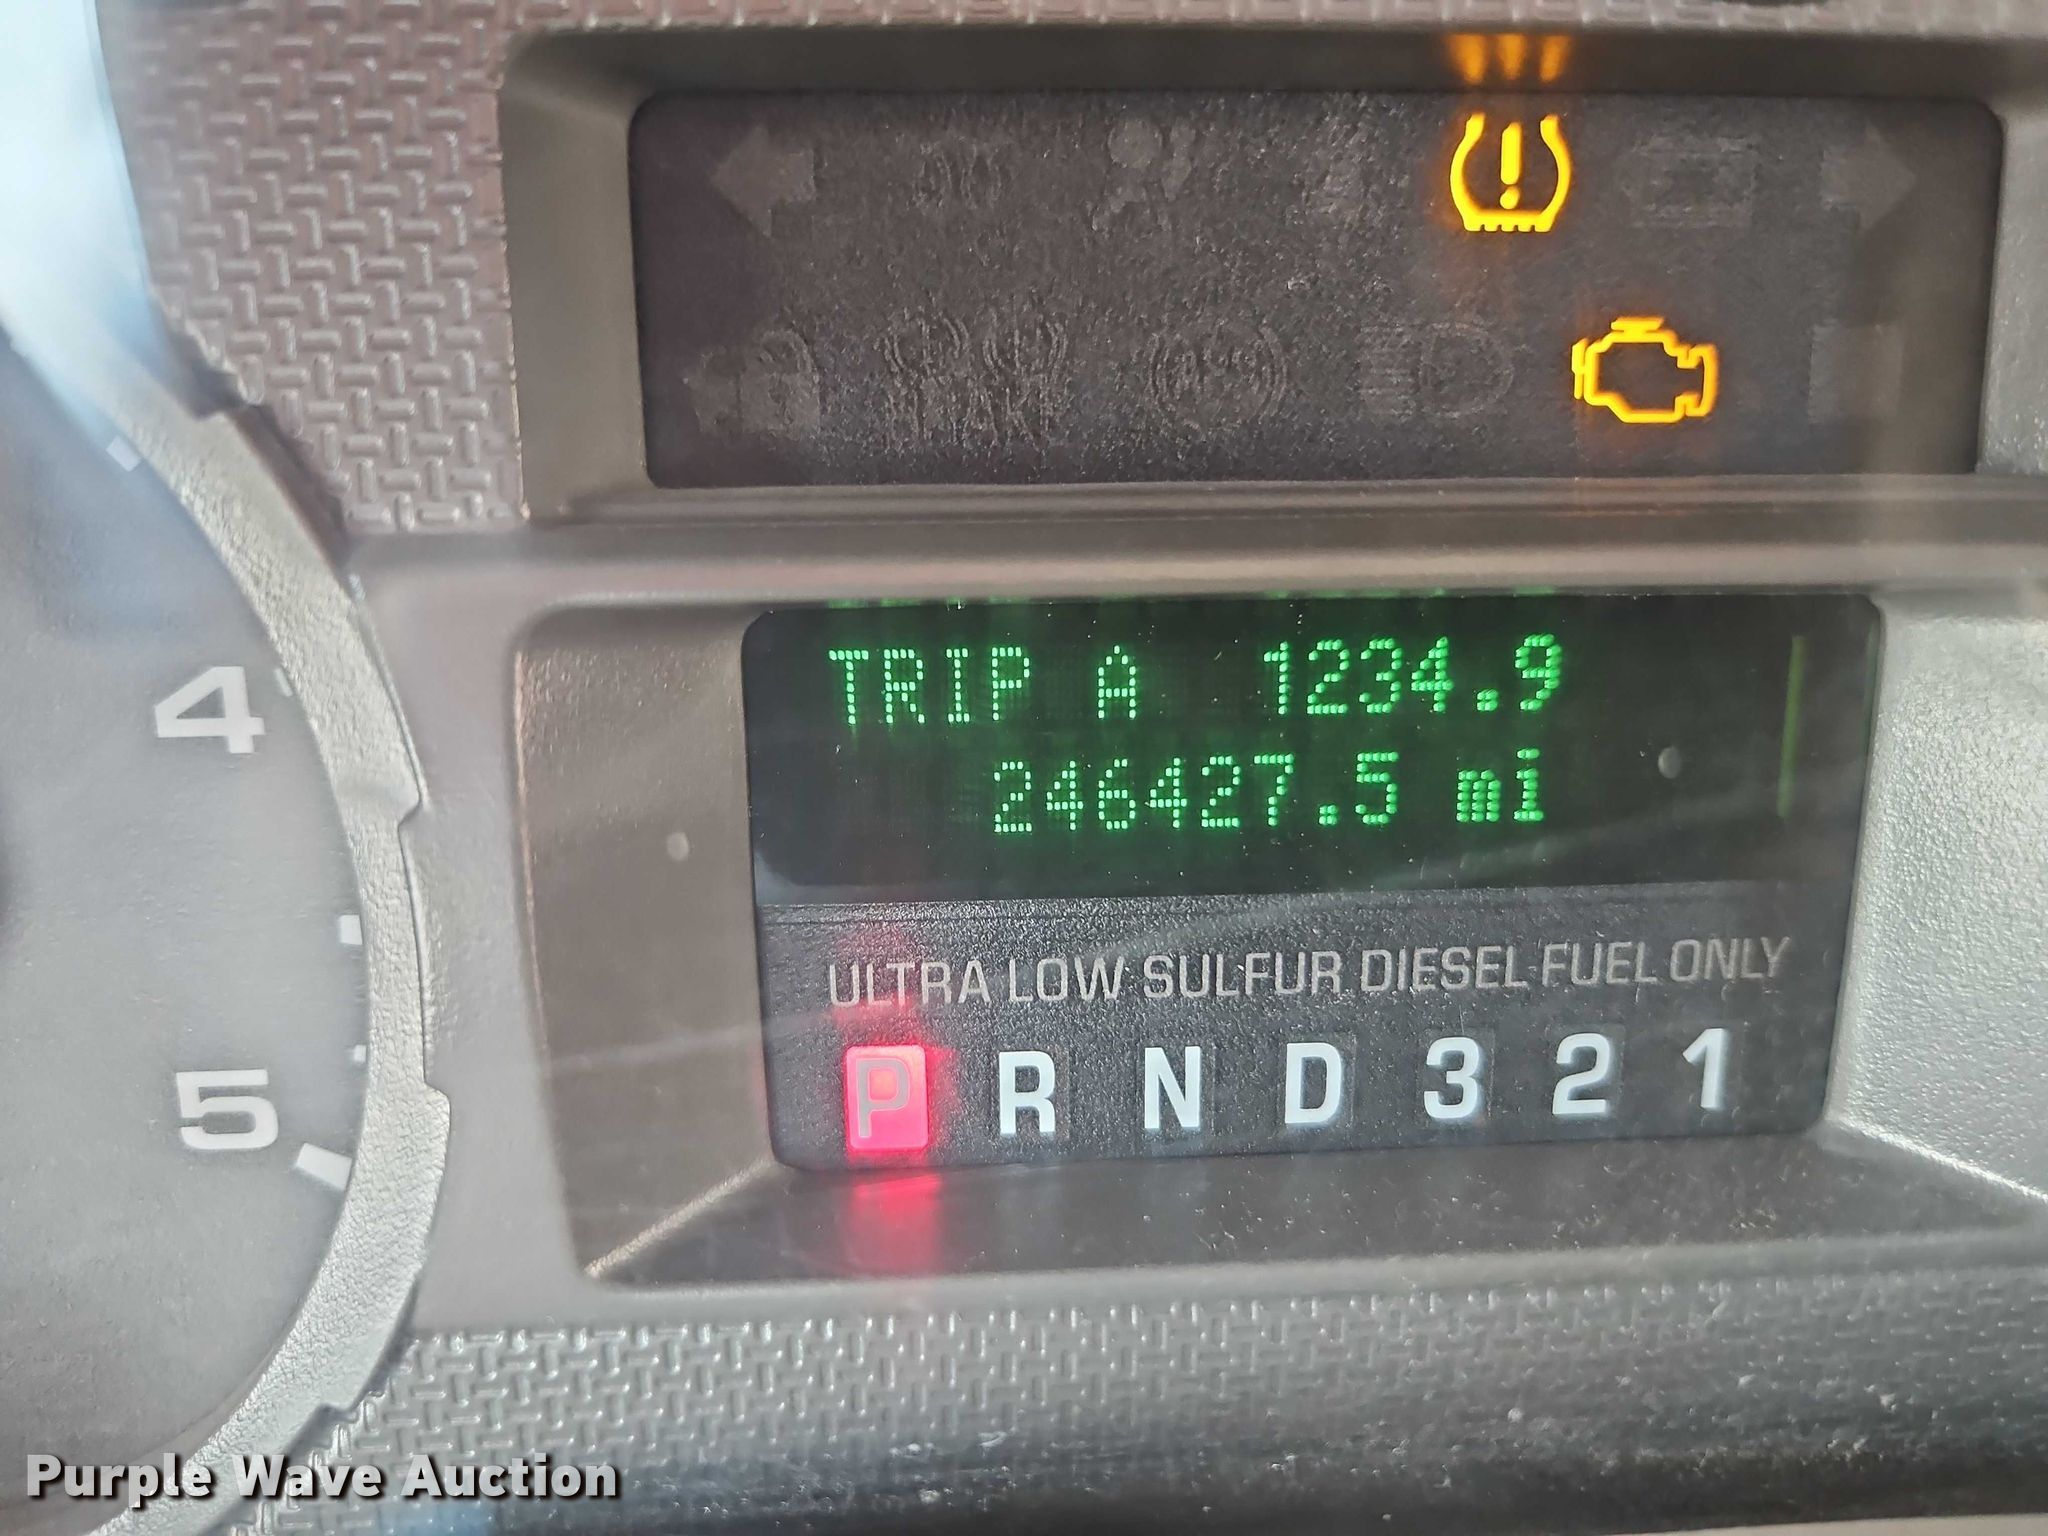 TRIP A 1234.9
246427.5 mi
ULTRA LOW SULFUR DIESEL FUEL ONLY
P R N D 3 2 1
4
5
Purple Wave Auction